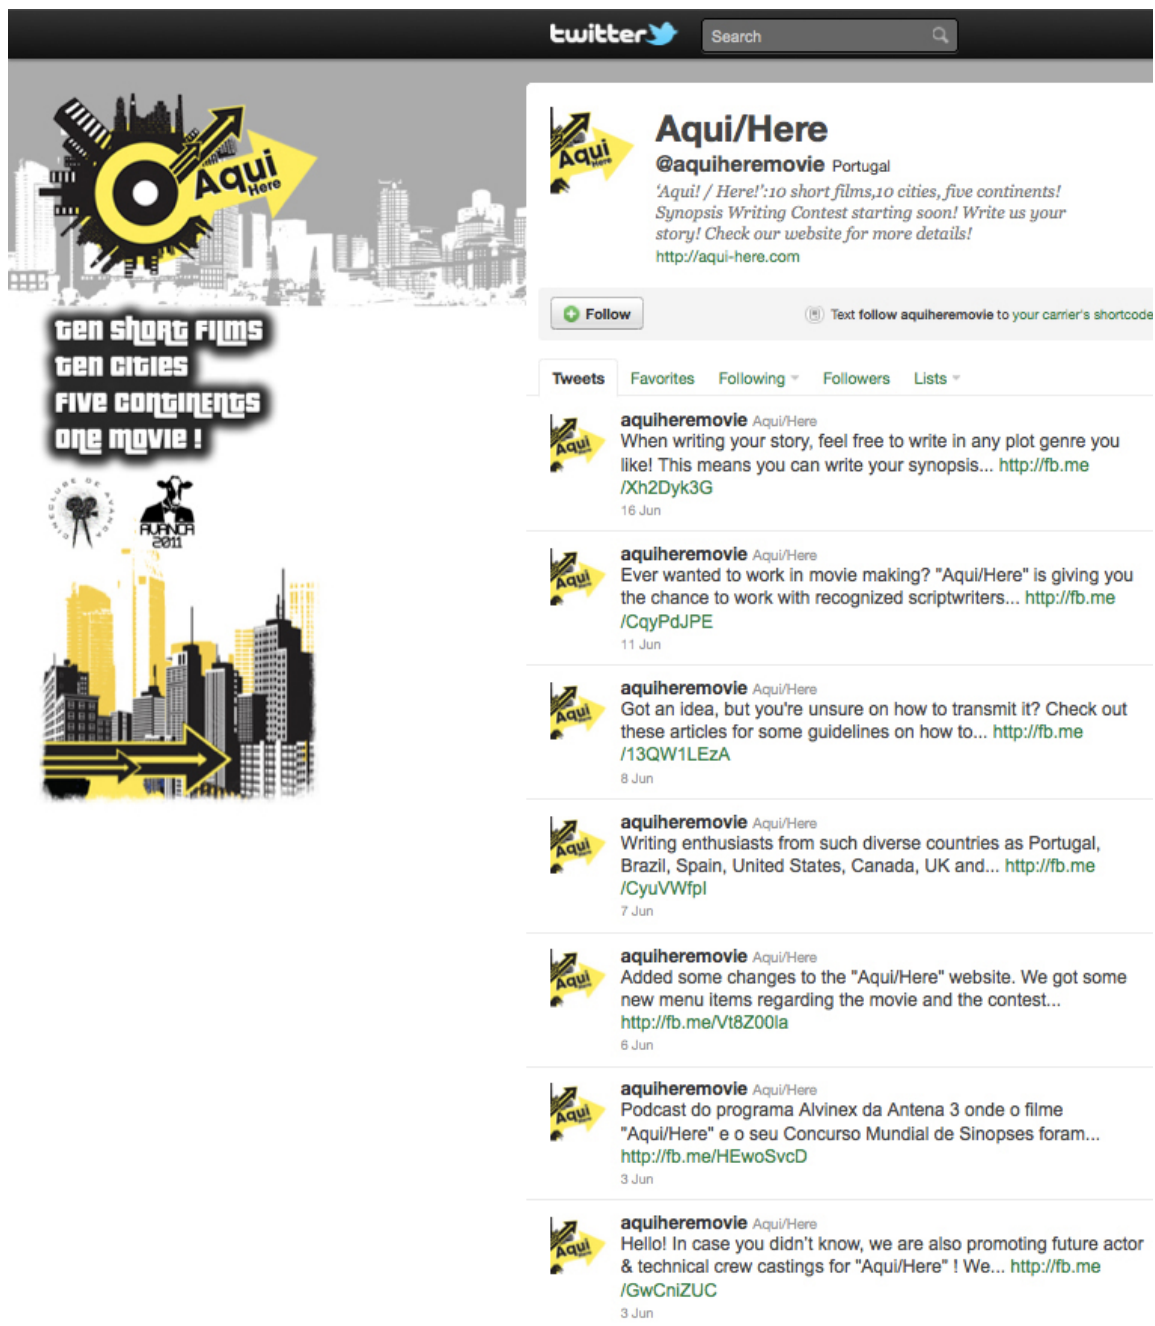 twitter
Search
Aqui
Here
ten short films
ten cities
five continents
one movie !
CINECLUBE DE AVANCA
AVANCA
2011
Aqui
Here
Aqui/Here
@aquiheremovie Portugal
‘Aqui! / Here!’:10 short films,10 cities, five continents!
Synopsis Writing Contest starting soon! Write us your
story! Check our website for more details!
http://aqui-here.com
Follow
Text follow aquiheremovie to your carrier's shortcode
Tweets Favorites Following Followers Lists
Aqui
aquiheremovie Aqui/Here
When writing your story, feel free to write in any plot genre you
like! This means you can write your synopsis... http://fb.me
/Xh2Dyk3G
16 Jun
Aqui
aquiheremovie Aqui/Here
Ever wanted to work in movie making? "Aqui/Here" is giving you
the chance to work with recognized scriptwriters... http://fb.me
/CqyPdJPE
11 Jun
Aqui
aquiheremovie Aqui/Here
Got an idea, but you're unsure on how to transmit it? Check out
these articles for some guidelines on how to... http://fb.me
/13QW1LEzA
8 Jun
Aqui
aquiheremovie Aqui/Here
Writing enthusiasts from such diverse countries as Portugal,
Brazil, Spain, United States, Canada, UK and... http://fb.me
/CyuVWfpl
7 Jun
Aqui
aquiheremovie Aqui/Here
Added some changes to the "Aqui/Here" website. We got some
new menu items regarding the movie and the contest...
http://fb.me/Vt8Z00la
6 Jun
Aqui
aquiheremovie Aqui/Here
Podcast do programa Alvinex da Antena 3 onde o filme
"Aqui/Here" e o seu Concurso Mundial de Sinopses foram...
http://fb.me/HEwoSvcD
3 Jun
Aqui
aquiheremovie Aqui/Here
Hello! In case you didn't know, we are also promoting future actor
& technical crew castings for "Aqui/Here" ! We... http://fb.me
/GwCniZUC
3 Jun